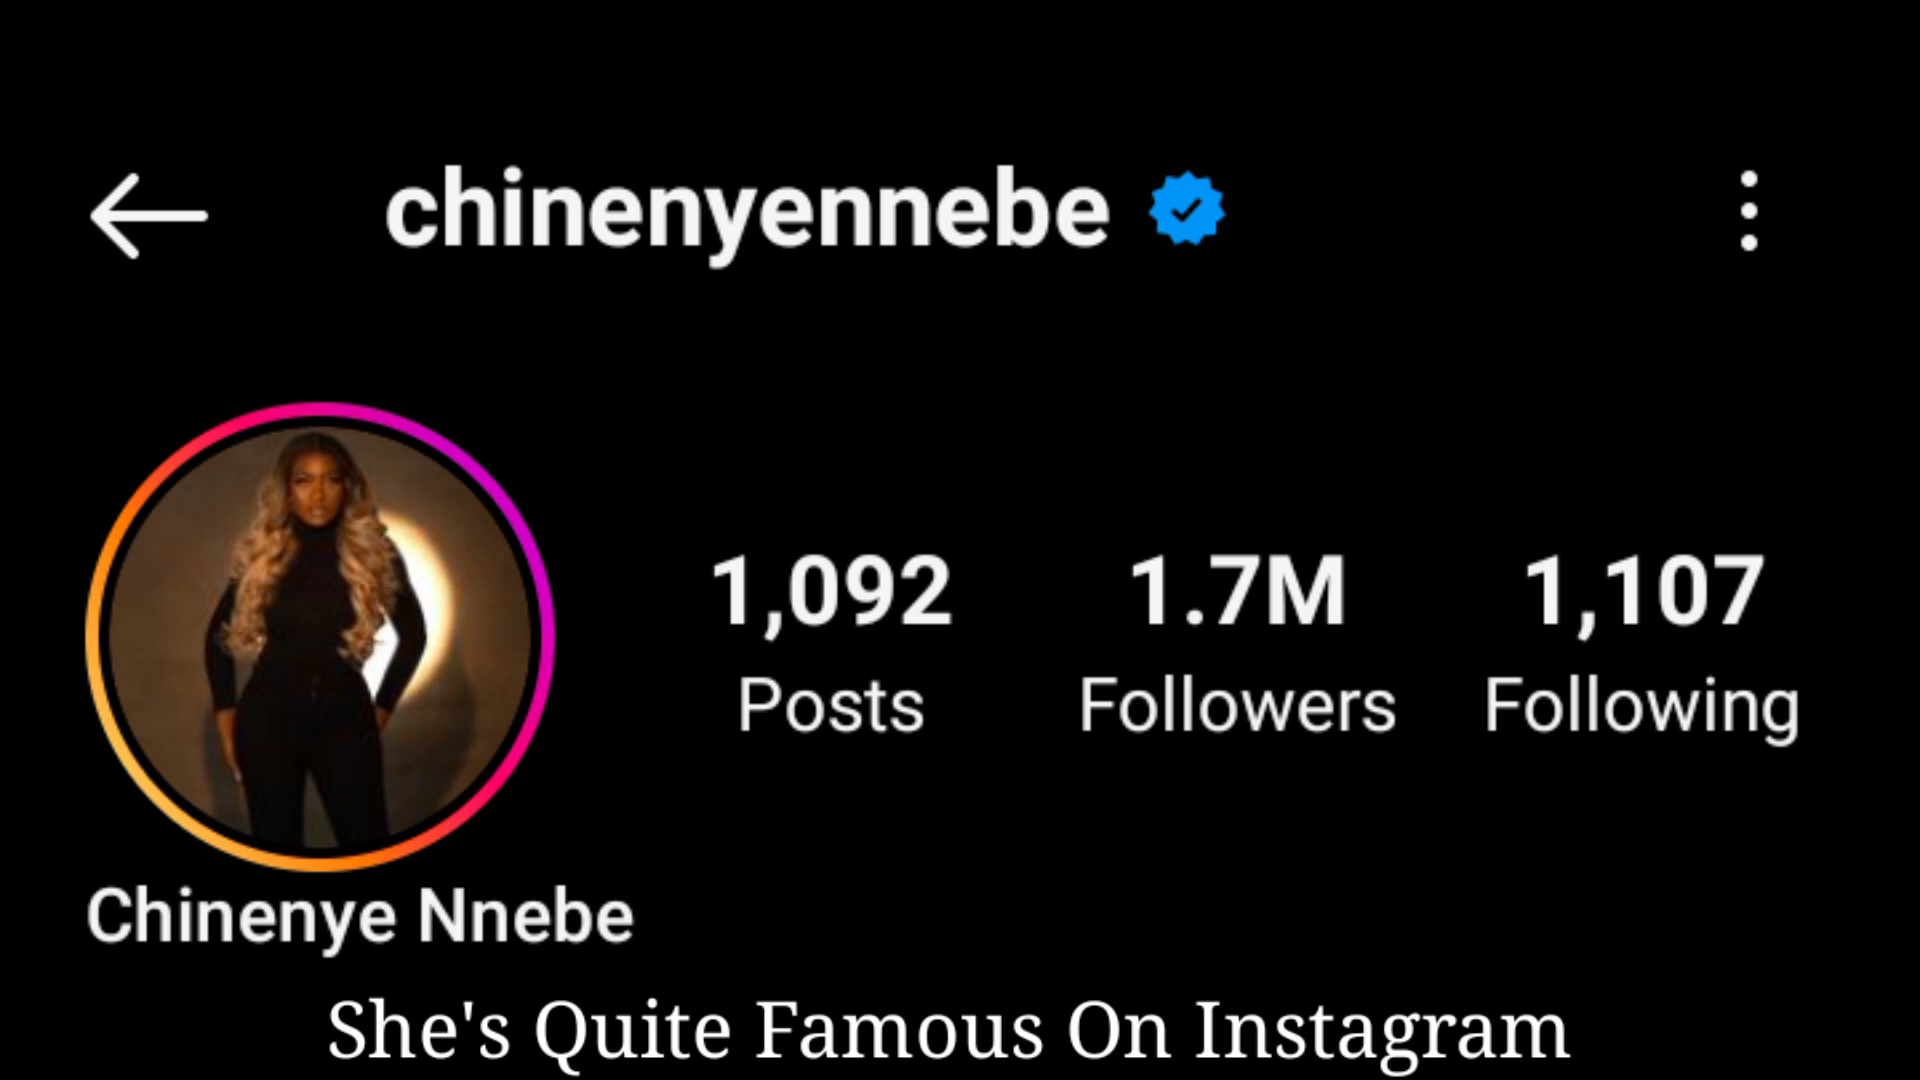 chinenyennebe
1,092 1.7M 1,107
Posts Followers Following
Chinenye Nnebe
She's Quite Famous On Instagram